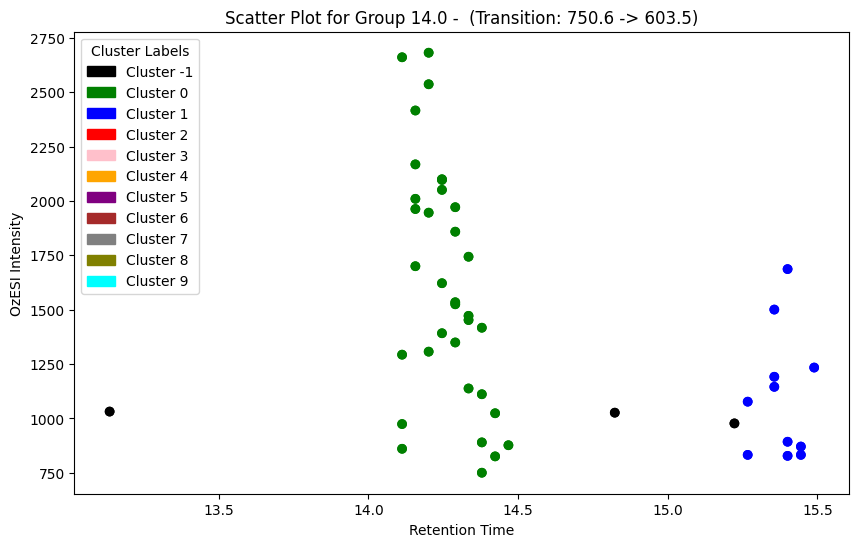 Scatter Plot for Group 14.0 -  (Transition: 750.6 -> 603.5)
OzESI Intensity
2750
2500
2250
2000
1750
1500
1250
1000
750
Cluster Labels
Cluster -1
Cluster 0
Cluster 1
Cluster 2
Cluster 3
Cluster 4
Cluster 5
Cluster 6
Cluster 7
Cluster 8
Cluster 9
13.5 14.0 14.5 15.0 15.5
Retention Time